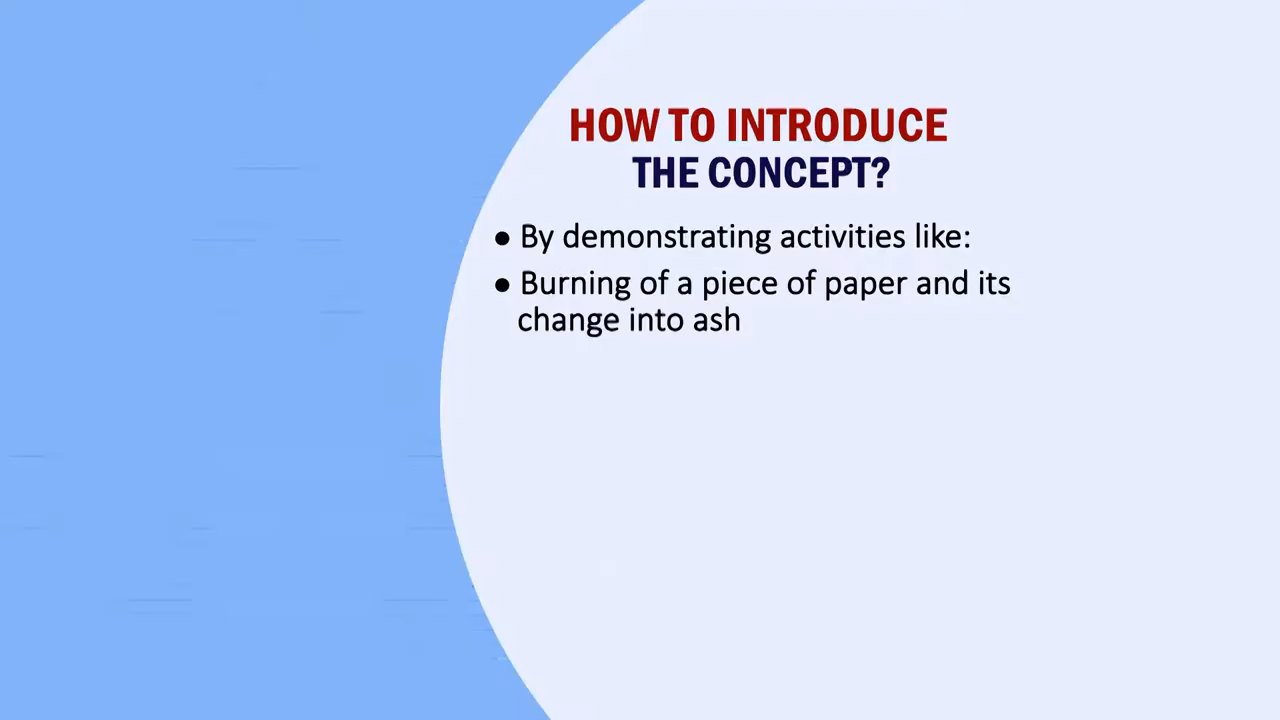 HOW TO INTRODUCE
THE CONCEPT?
● By demonstrating activities like:
● Burning of a piece of paper and its
change into ash